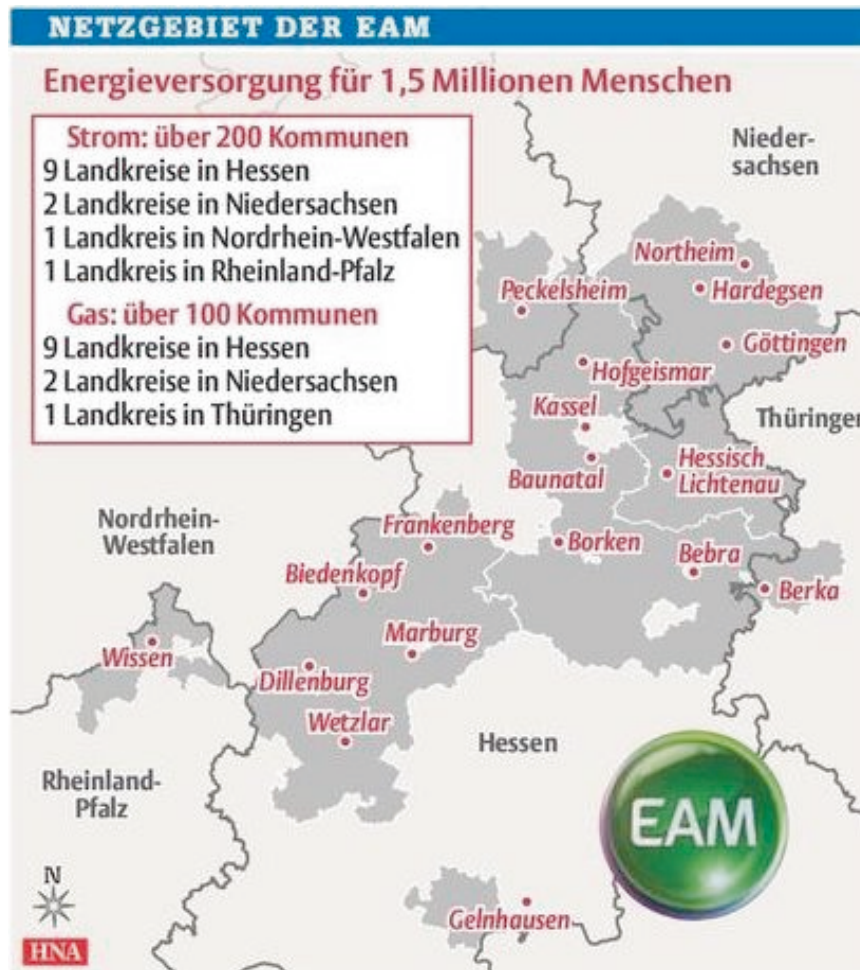 NETZGEBIET DER EAM
Energieversorgung für 1,5 Millionen Menschen
Strom: über 200 Kommunen
9 Landkreise in Hessen
2 Landkreise in Niedersachsen
1 Landkreis in Nordrhein-Westfalen
1 Landkreis in Rheinland-Pfalz
Gas: über 100 Kommunen
9 Landkreise in Hessen
2 Landkreise in Niedersachsen
1 Landkreis in Thüringen
Nieder-
sachsen
Northeim
Peckelsheim
Hardegsen
Göttingen
Hofgeismar
Kassel
Thüringen
Baunatal
Hessisch
Lichtenau
Nordrhein-
Westfalen
Frankenberg
Borken
Bebra
Biedenkopf
Berka
Wissen
Marburg
Dillenburg
Wetzlar
Hessen
Rheinland-
Pfalz
EAM
N
Gelnhausen
HNA